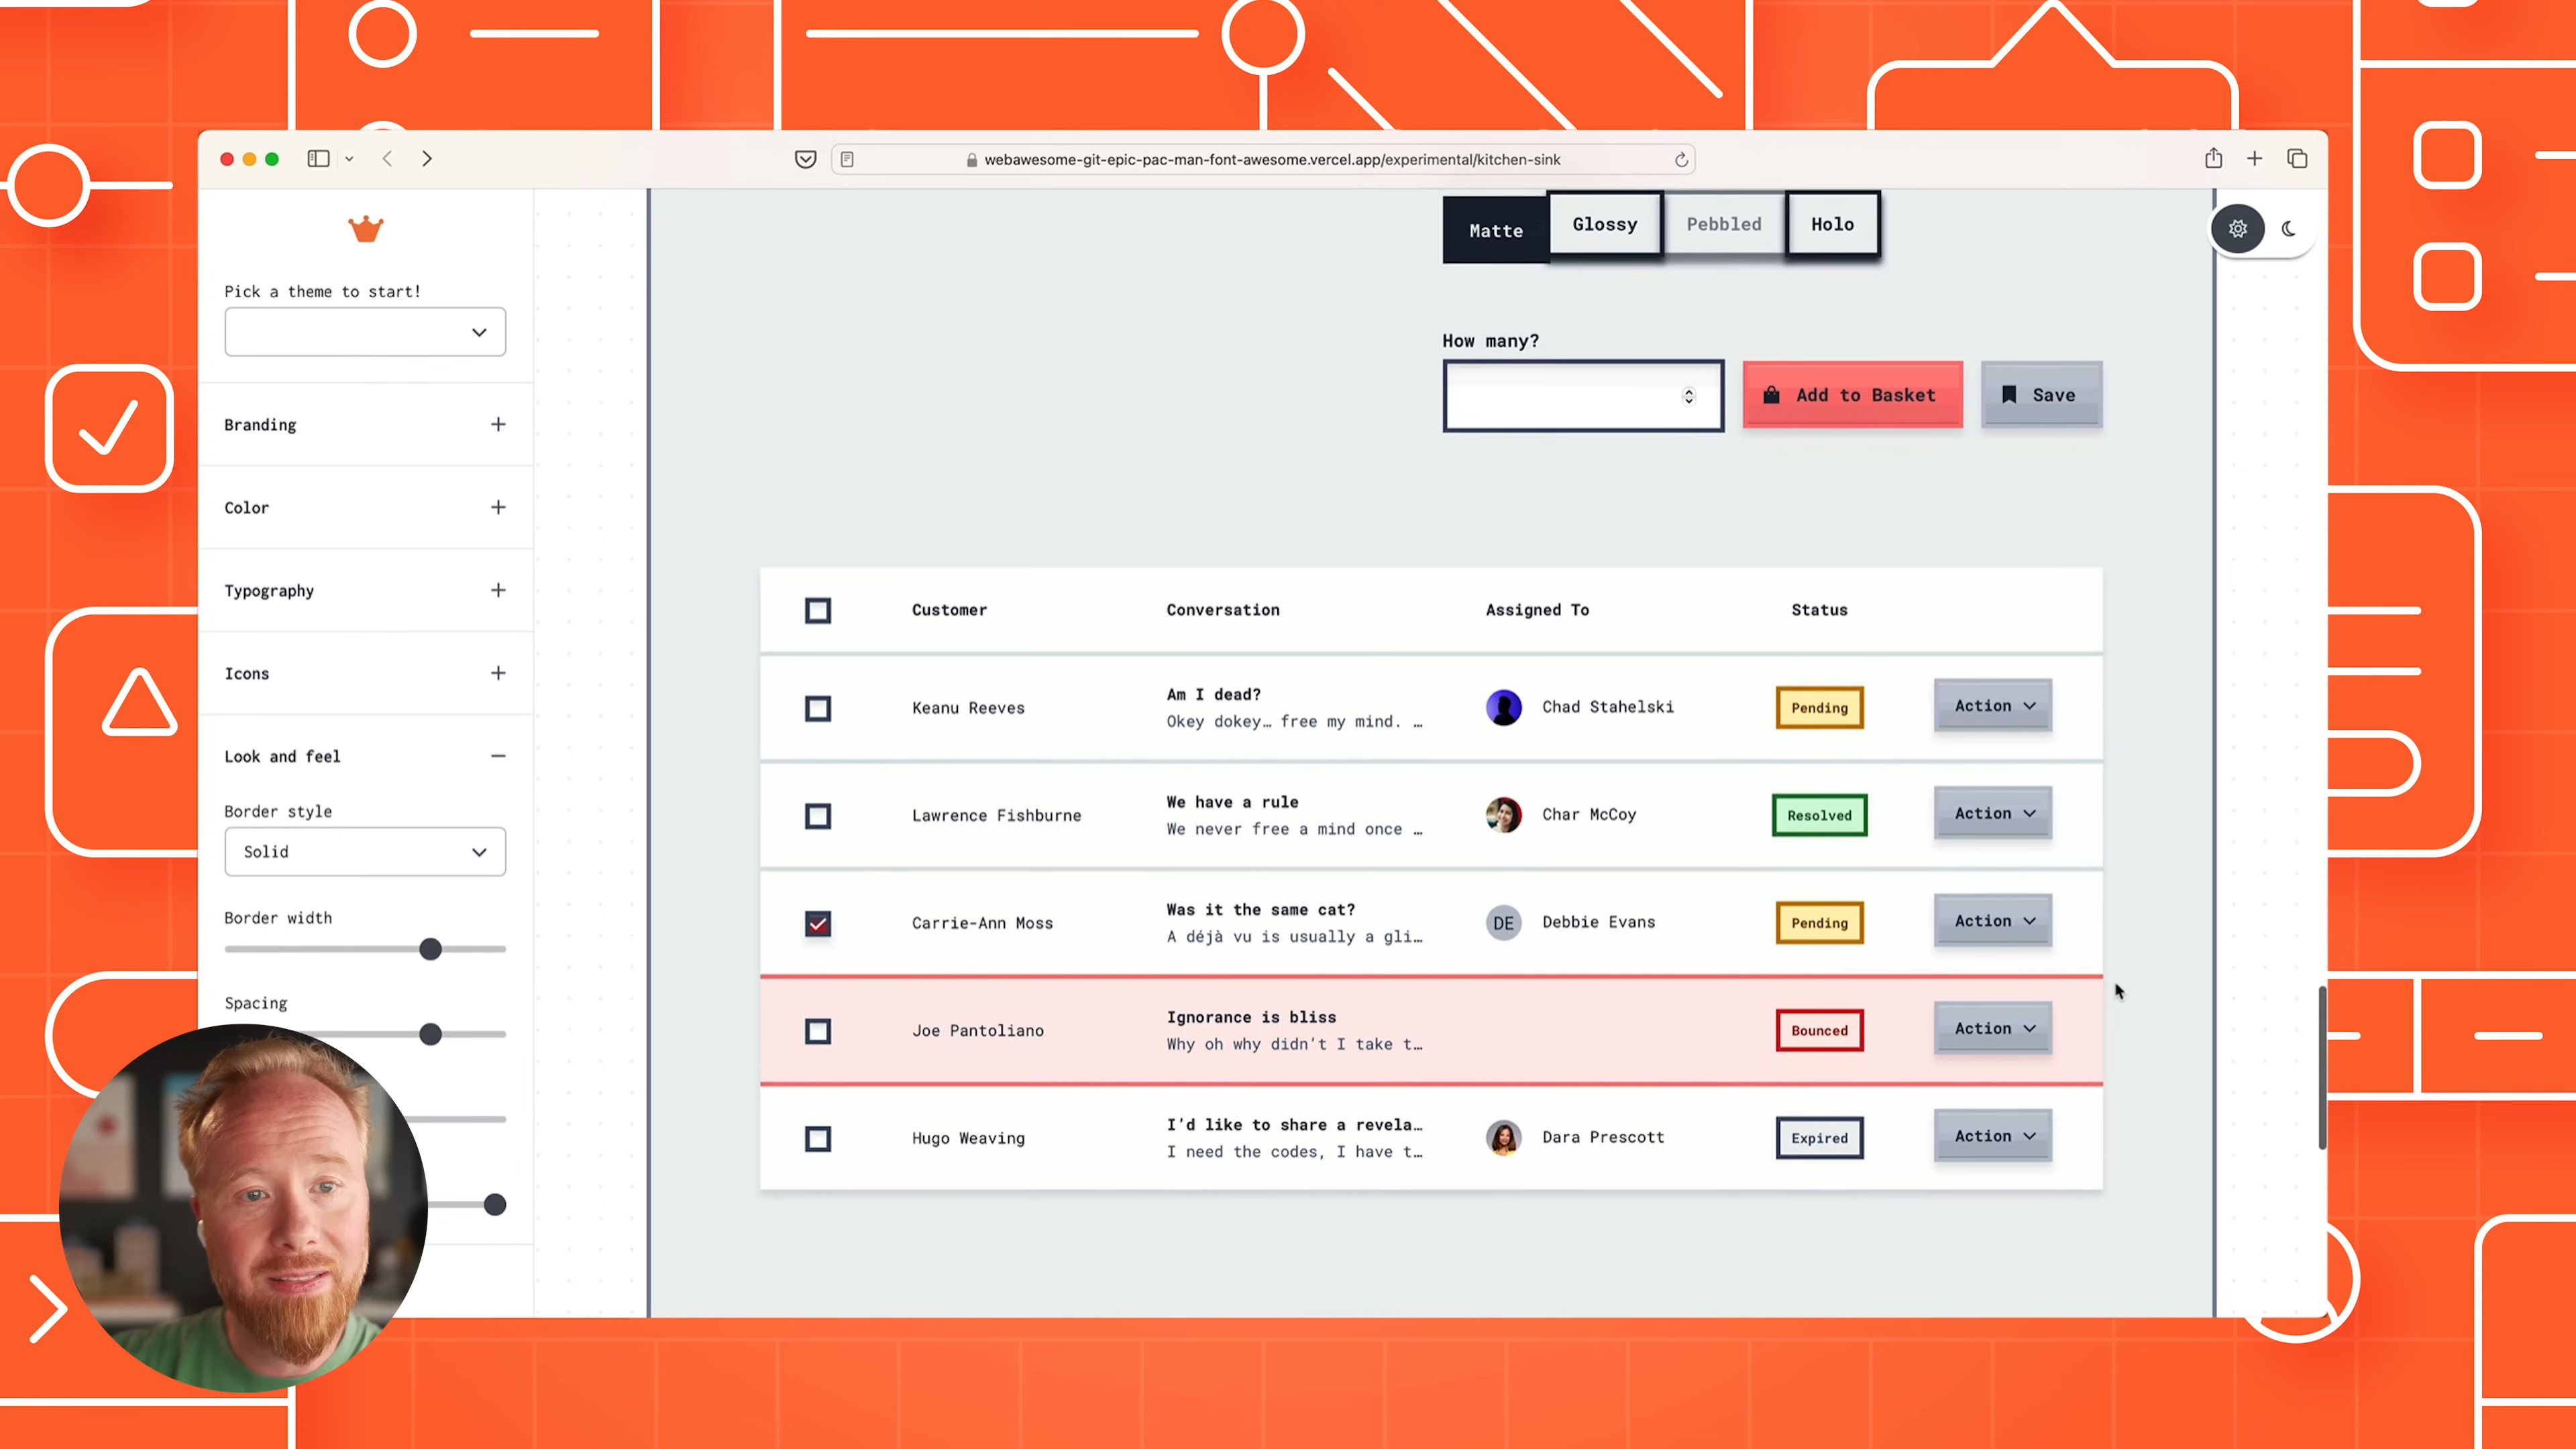 webawesome-git-epic-pac-man-font-awesome.vercel.app/experimental/kitchen-sink
Pick a theme to start!
Branding
Color
Typography
Icons
Look and feel
Border style
Solid
Border width
Spacing
Matte Glossy Pebbled Holo
How many?
Add to Basket Save
Customer Conversation Assigned To Status
Keanu Reeves Am I dead? Chad Stahelski Pending Action
Okey dokey… free my mind. …
Lawrence Fishburne We have a rule Char McCoy Resolved Action
We never free a mind once …
Carrie-Ann Moss Was it the same cat? DE Debbie Evans Pending Action
A déjà vu is usually a gli…
Joe Pantoliano Ignorance is bliss Bounced Action
Why oh why didn’t I take t…
Hugo Weaving I’d like to share a revela… Dara Prescott Expired Action
I need the codes, I have t…